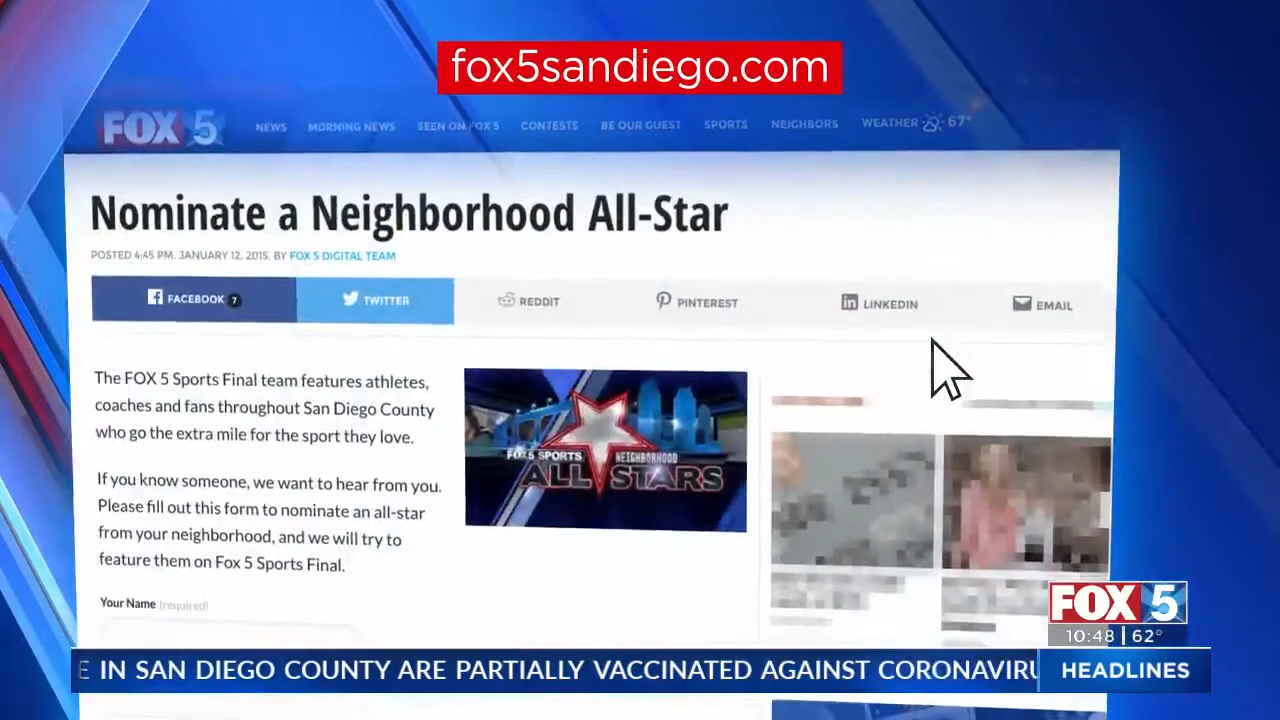 fox5sandiego.com
FOX 5
NEWS MORNING NEWS SEEN ON FOX 5 CONTESTS BE OUR GUEST SPORTS NEIGHBORS WEATHER 67°
Nominate a Neighborhood All-Star
POSTED 4:45 PM, JANUARY 12, 2015, BY FOX 5 DIGITAL TEAM
FACEBOOK 7 TWITTER REDDIT PINTEREST LINKEDIN EMAIL
The FOX 5 Sports Final team features athletes,
coaches and fans throughout San Diego County
who go the extra mile for the sport they love.
If you know someone, we want to hear from you.
Please fill out this form to nominate an all-star
from your neighborhood, and we will try to
feature them on Fox 5 Sports Final.
FOX 5 SPORTS NEIGHBORHOOD
ALL STARS
Your Name (required)
FOX 5
10:48 62°
E IN SAN DIEGO COUNTY ARE PARTIALLY VACCINATED AGAINST CORONAVIRU
HEADLINES